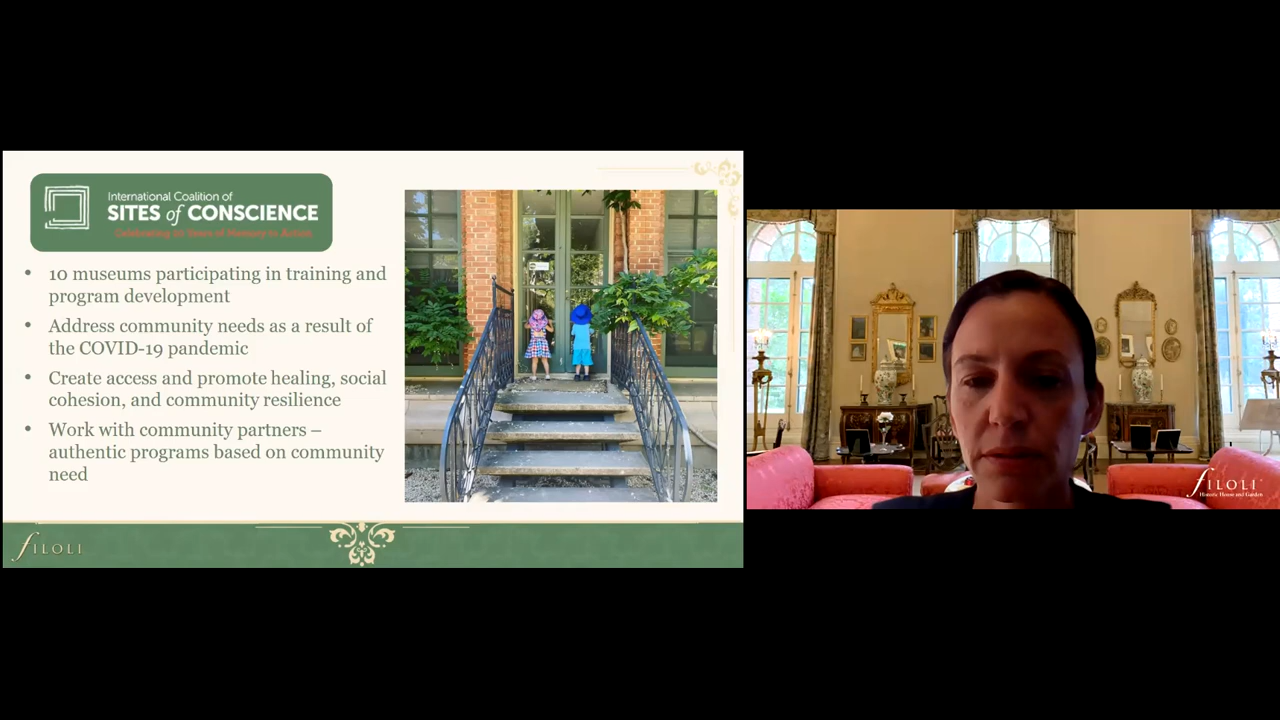 International Coalition of
SITES of CONSCIENCE
Celebrating 20 Years of Memory to Action
• 10 museums participating in training and
program development
• Address community needs as a result of
the COVID-19 pandemic
• Create access and promote healing, social
cohesion, and community resilience
• Work with community partners –
authentic programs based on community
need
FILOLI
FILOLI
Historic House and Garden